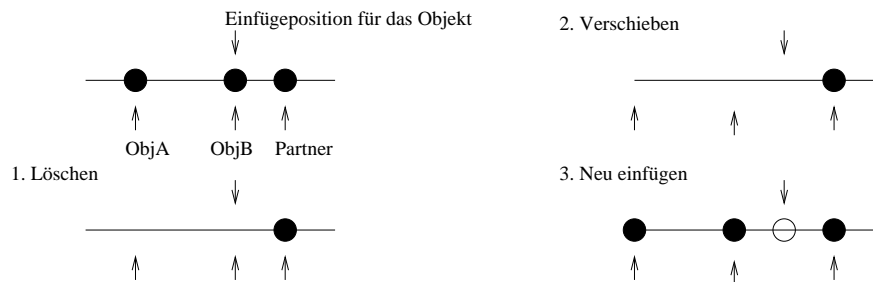 Einfügeposition für das Objekt
ObjA ObjB Partner
1. Löschen
2. Verschieben
3. Neu einfügen